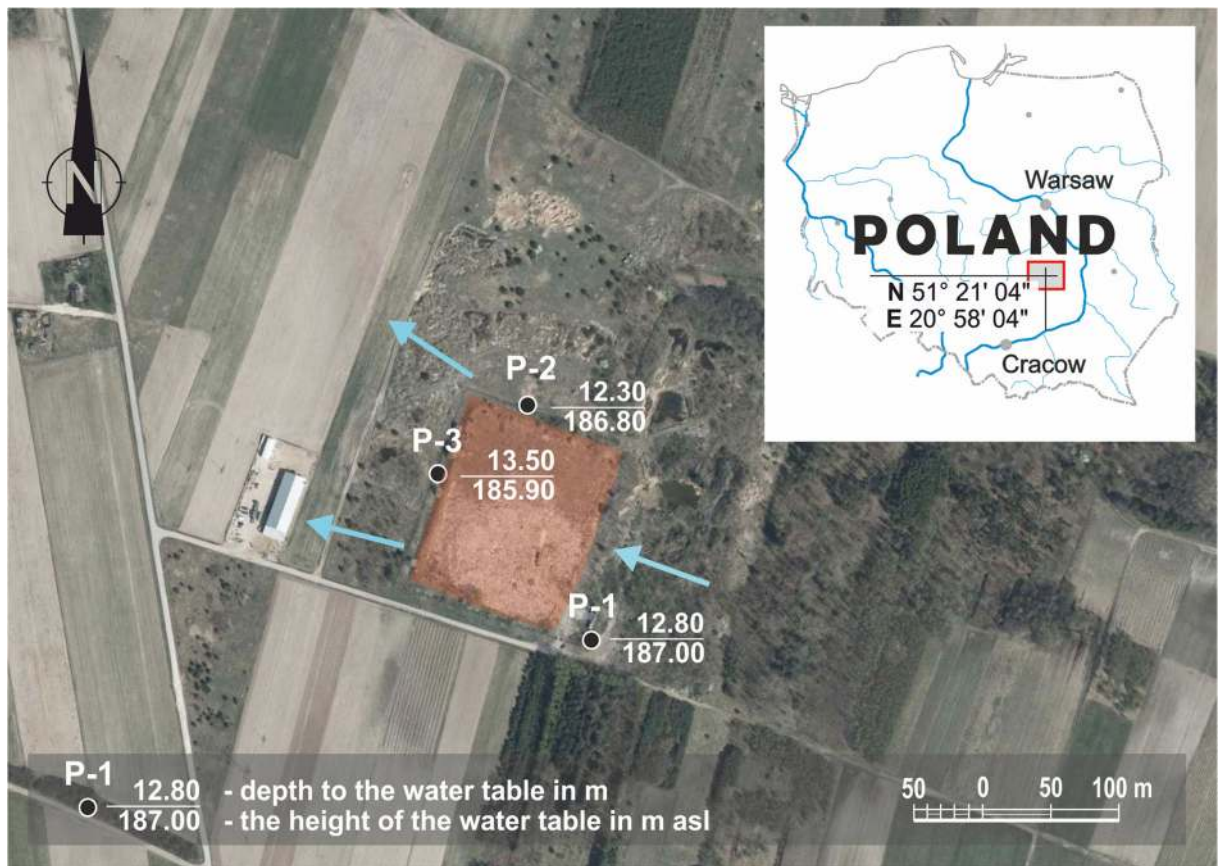 N
Warsaw
POLAND
N 51° 21' 04"
E 20° 58' 04"
Cracow
P-2
12.30
186.80
P-3
13.50
185.90
P-1
12.80
187.00
P-1
12.80 - depth to the water table in m
187.00 - the height of the water table in m asl
50 0 50 100 m